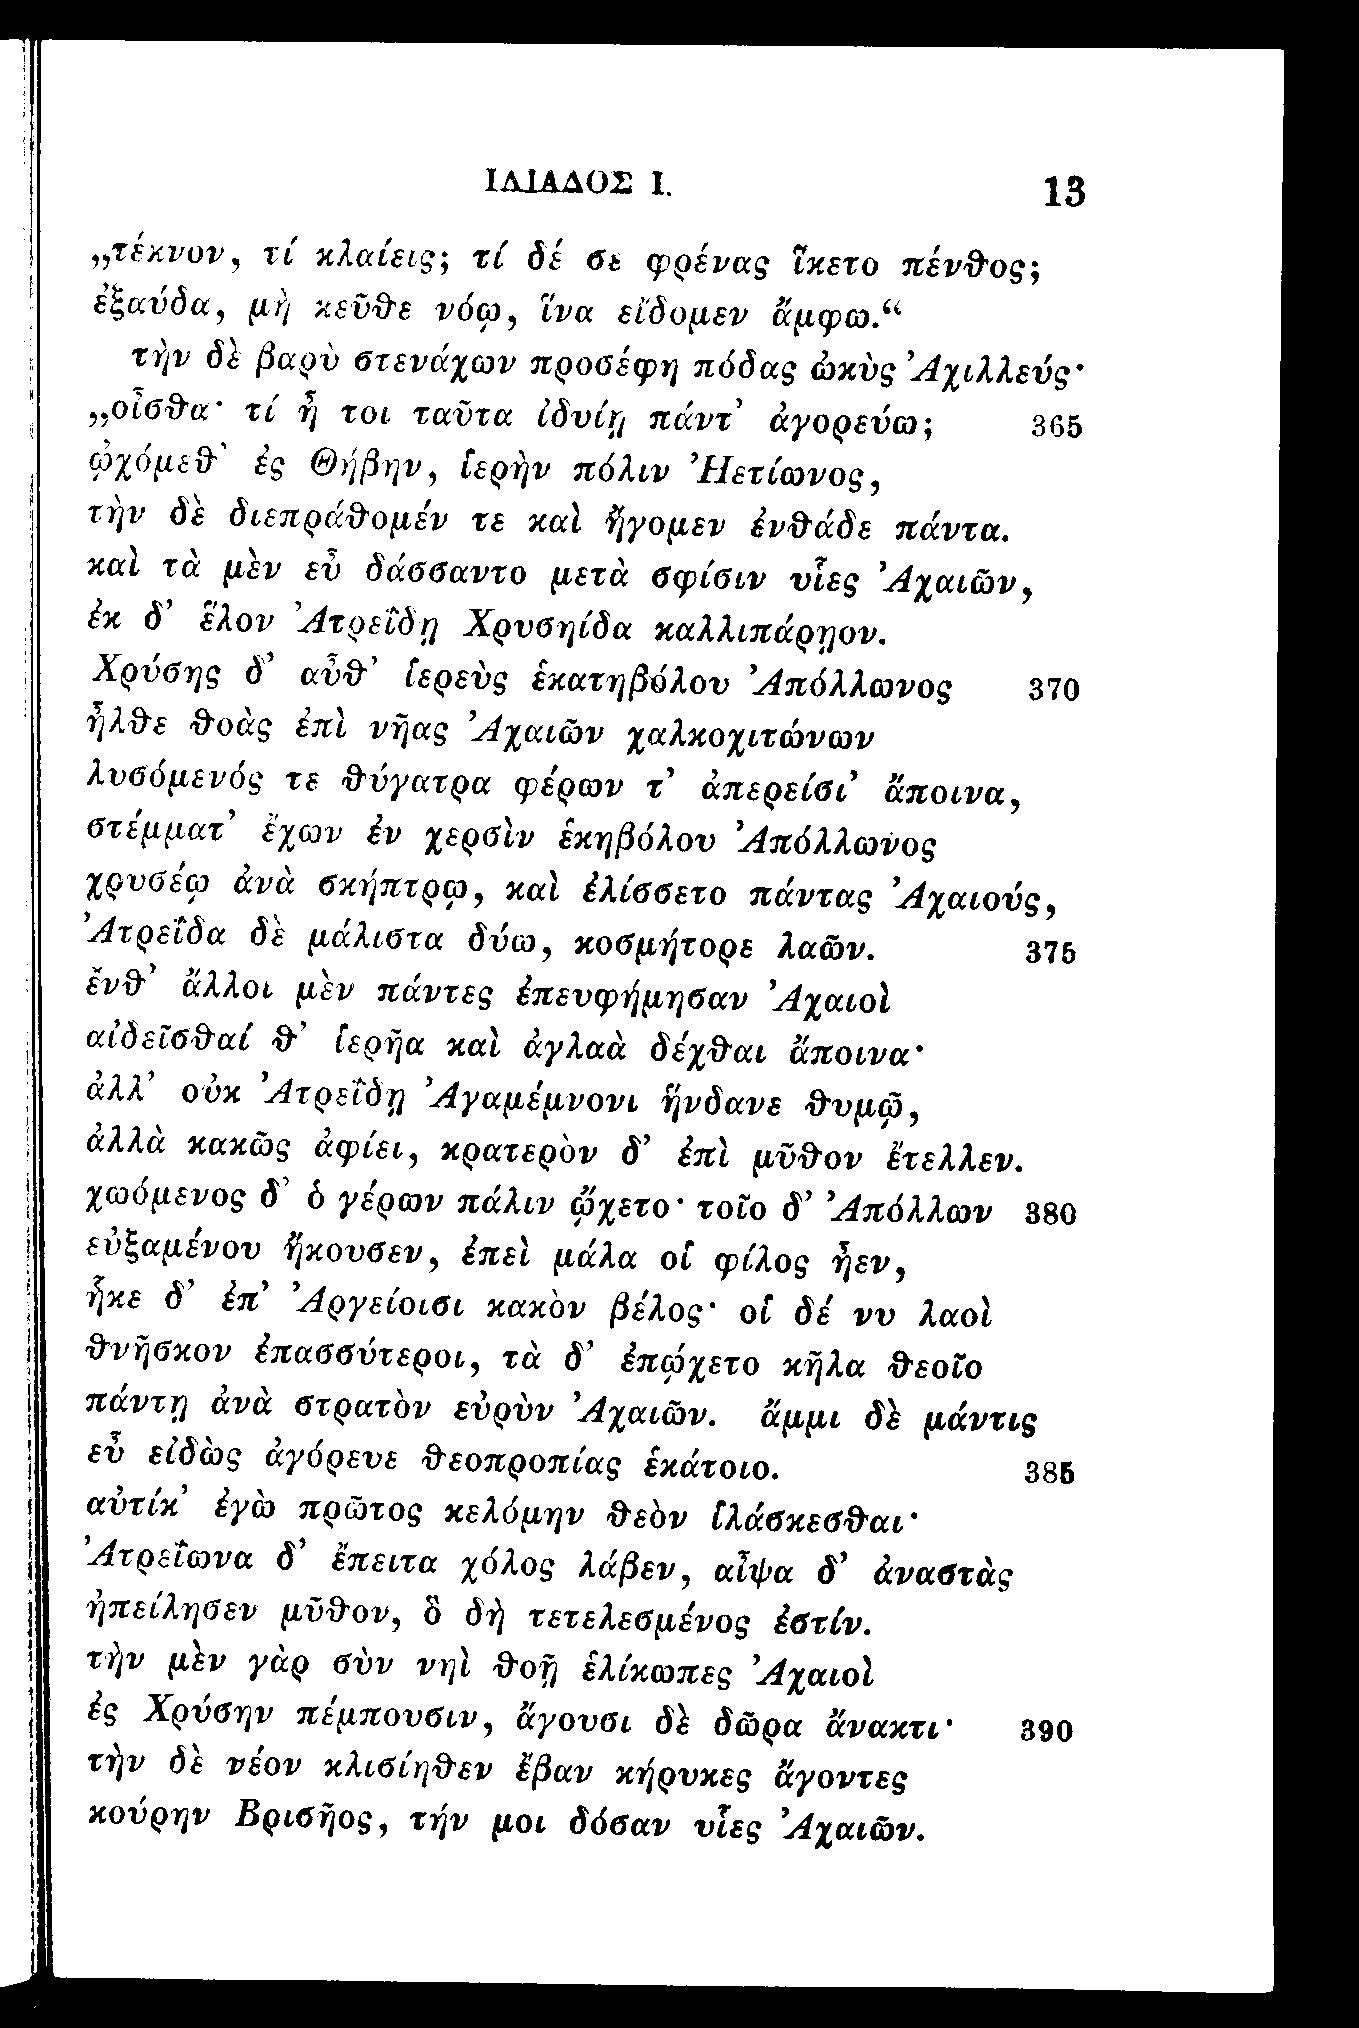 ΙΛΙΑΔΟΣ Ι. 13
„τέκνον, τί κλαίεις; τί δέ σε φρένας ἵκετο πένθος;
ἐξαύδα, μὴ κεῦθε νόῳ, ἵνα εἴδομεν ἄμφω.“
τὴν δὲ βαρὺ στενάχων προσέφη πόδας ὠκὺς Ἀχιλλεύς·
„οἶσθα· τί ἦ τοι ταῦτα ἰδυίῃ πάντ’ ἀγορεύω; 365
ᾠχόμεθ’ ἐς Θήβην, ἱερὴν πόλιν Ἠετίωνος,
τὴν δὲ διεπράθομέν τε καὶ ἤγομεν ἐνθάδε πάντα.
καὶ τὰ μὲν εὖ δάσσαντο μετὰ σφίσιν υἷες Ἀχαιῶν,
ἐκ δ’ ἕλον Ἀτρεΐδῃ Χρυσηίδα καλλιπάρῃον.
Χρύσης δ’ αὖθ’ ἱερεὺς ἑκατηβόλου Ἀπόλλωνος 370
ἦλθε θοὰς ἐπὶ νῆας Ἀχαιῶν χαλκοχιτώνων
λυσόμενός τε θύγατρα φέρων τ’ ἀπερείσι’ ἄποινα,
στέμματ’ ἔχων ἐν χερσὶν ἑκηβόλου Ἀπόλλωνος
χρυσέῳ ἀνὰ σκήπτρῳ, καὶ ἐλίσσετο πάντας Ἀχαιούς,
Ἀτρεΐδα δὲ μάλιστα δύω, κοσμήτορε λαῶν. 375
ἔνθ’ ἄλλοι μὲν πάντες ἐπευφήμησαν Ἀχαιοὶ
αἰδεῖσθαί θ’ ἱερῆα καὶ ἀγλαὰ δέχθαι ἄποινα·
ἀλλ’ οὐκ Ἀτρεΐδῃ Ἀγαμέμνονι ἥνδανε θυμῷ,
ἀλλὰ κακῶς ἀφίει, κρατερὸν δ’ ἐπὶ μῦθον ἔτελλεν.
χωόμενος δ’ ὁ γέρων πάλιν ᾤχετο· τοῖο δ’ Ἀπόλλων 380
εὐξαμένου ἤκουσεν, ἐπεὶ μάλα οἱ φίλος ἦεν,
ἧκε δ’ ἐπ’ Ἀργείοισι κακὸν βέλος· οἱ δέ νυ λαοὶ
θνῆσκον ἐπασσύτεροι, τὰ δ’ ἐπῴχετο κῆλα θεοῖο
πάντῃ ἀνὰ στρατὸν εὐρὺν Ἀχαιῶν. ἄμμι δὲ μάντις
εὖ εἰδὼς ἀγόρευε θεοπροπίας ἑκάτοιο. 385
αὐτίκ’ ἐγὼ πρῶτος κελόμην θεὸν ἱλάσκεσθαι·
Ἀτρεΐωνα δ’ ἔπειτα χόλος λάβεν, αἶψα δ’ ἀναστὰς
ἠπείλησεν μῦθον, ὃ δὴ τετελεσμένος ἐστίν.
τὴν μὲν γὰρ σὺν νηὶ θοῇ ἑλίκωπες Ἀχαιοὶ
ἐς Χρύσην πέμπουσιν, ἄγουσι δὲ δῶρα ἄνακτι· 390
τὴν δὲ νέον κλισίηθεν ἔβαν κήρυκες ἄγοντες
κούρην Βρισῆος, τήν μοι δόσαν υἷες Ἀχαιῶν.